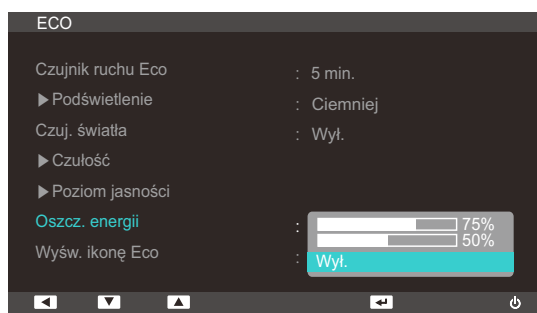 ECO
Czujnik ruchu Eco : 5 min.
▶Podświetlenie : Ciemniej
Czuj. światła : Wył.
▶Czułość
▶Poziom jasności
Oszcz. energii : 75%
50%
Wyśw. ikonę Eco : Wył.